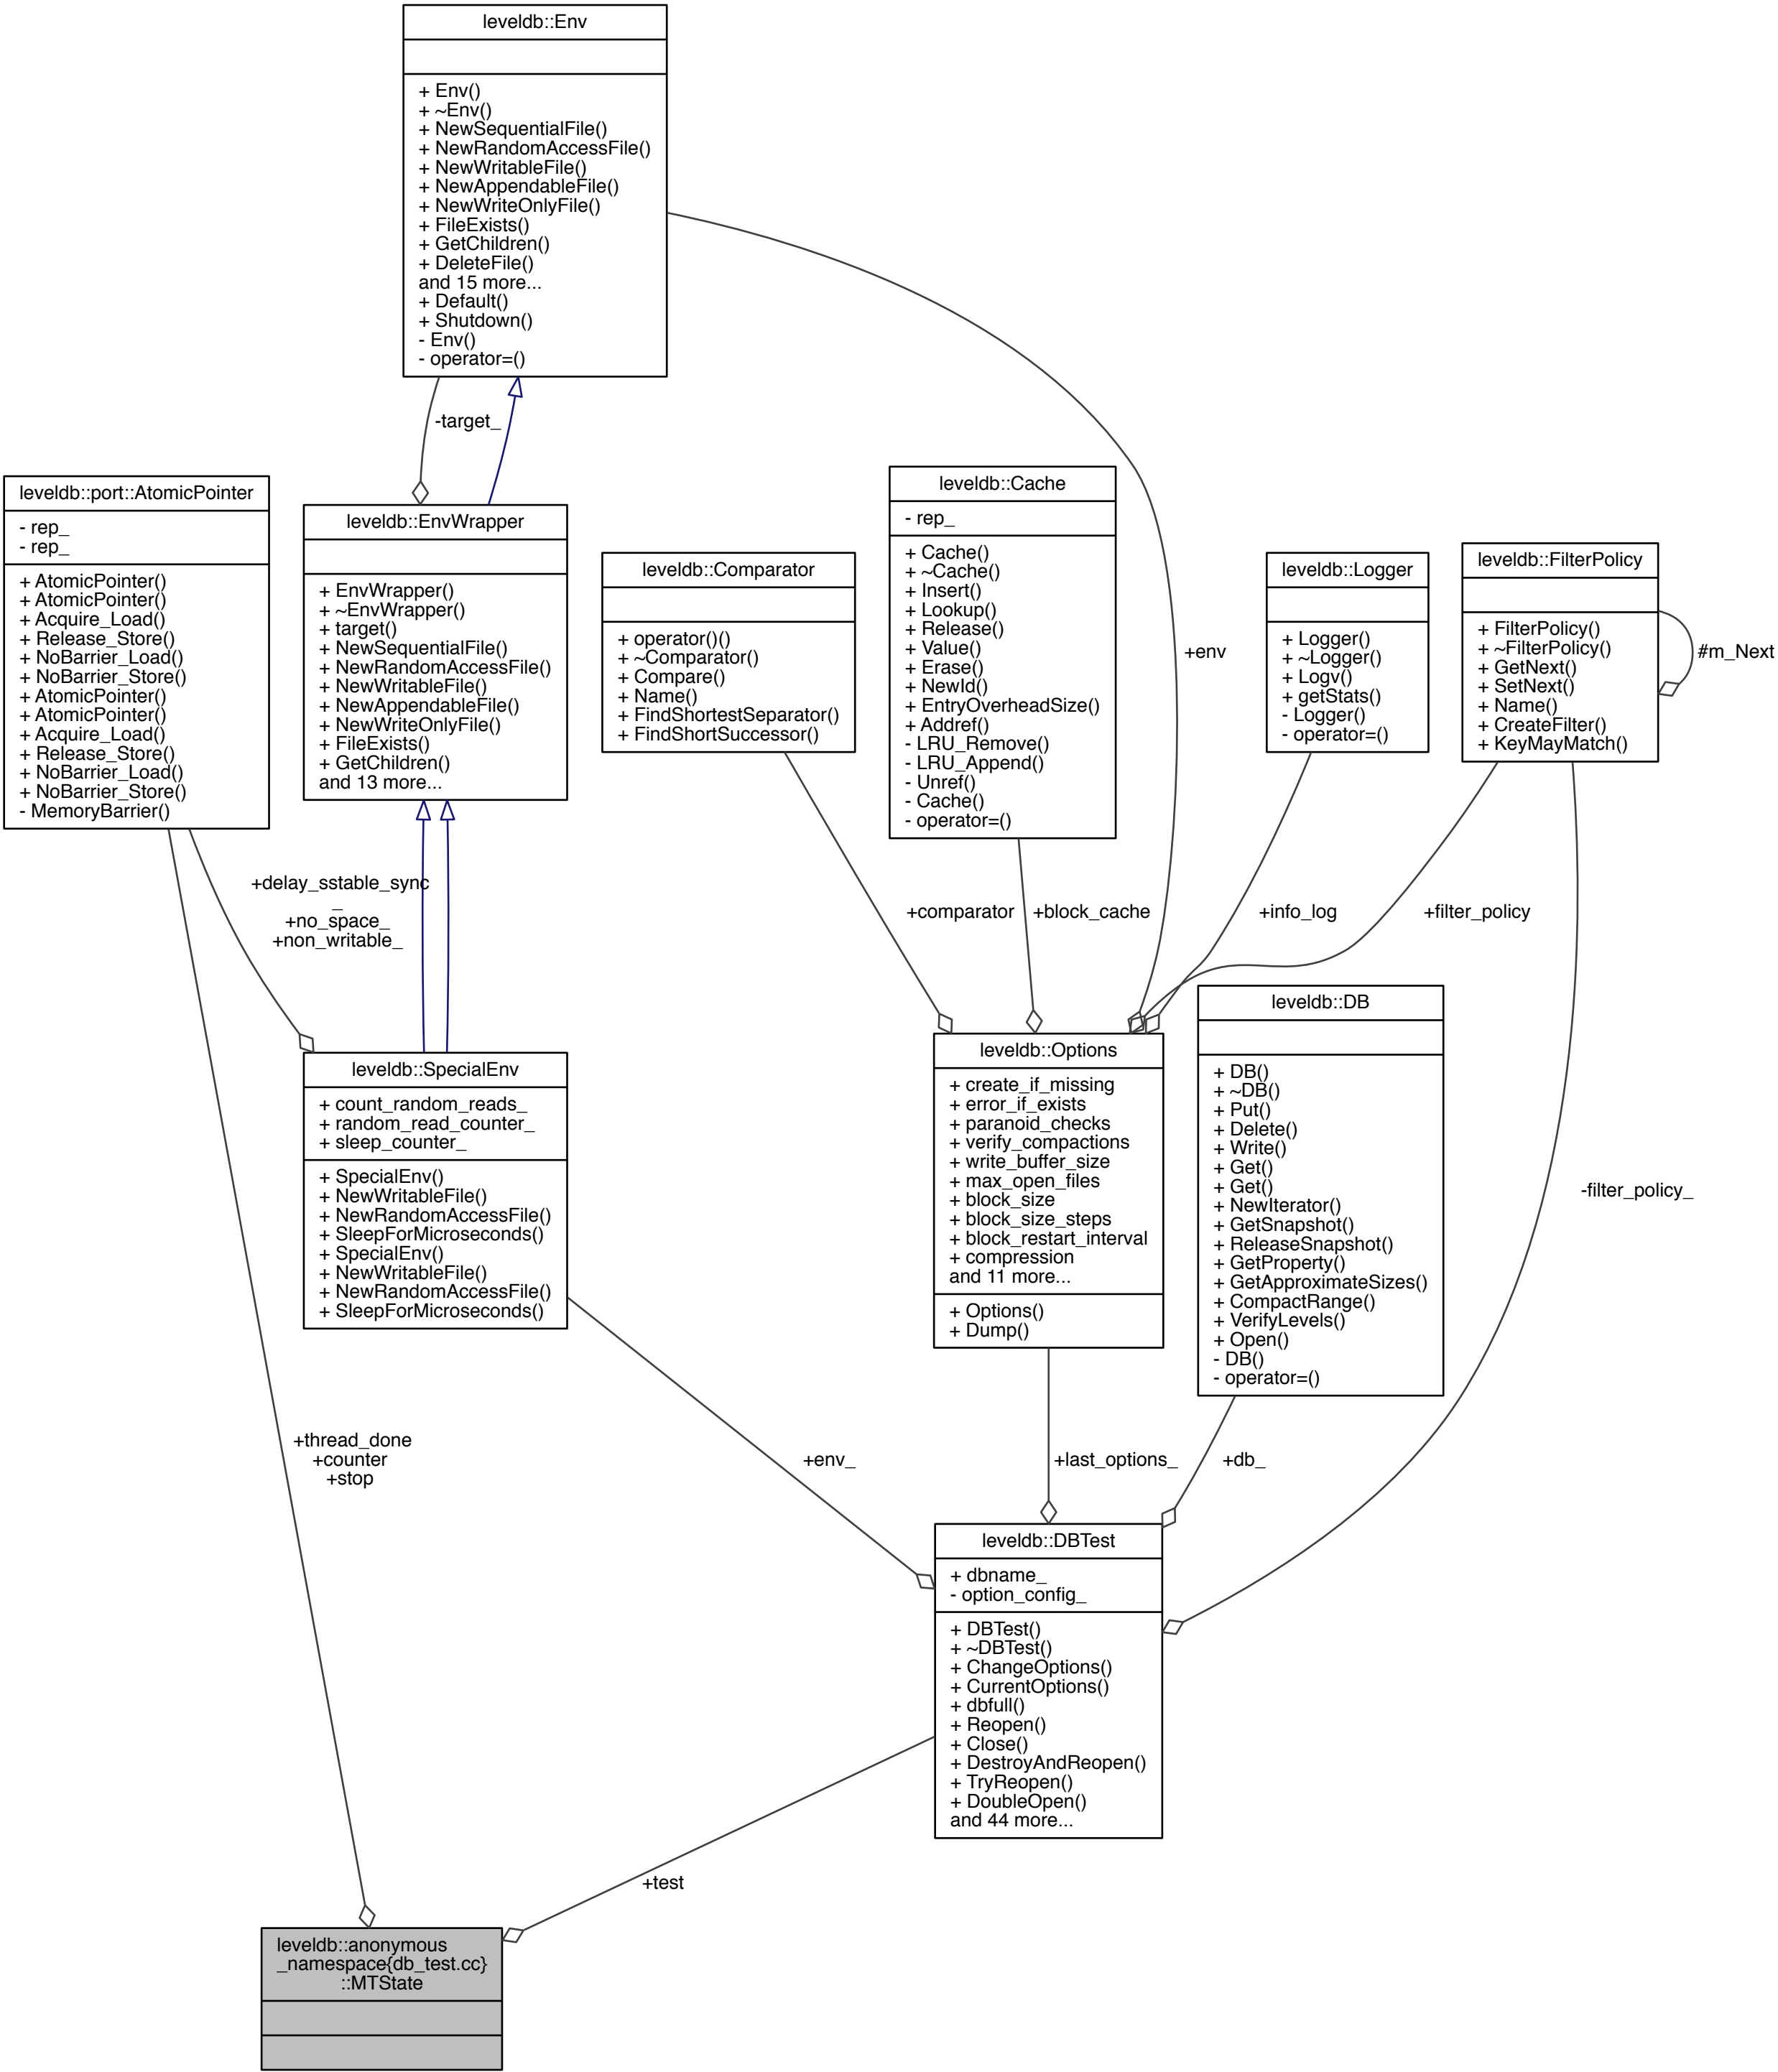 leveldb::Env
+ Env()
+ ~Env()
+ NewSequentialFile()
+ NewRandomAccessFile()
+ NewWritableFile()
+ NewAppendableFile()
+ NewWriteOnlyFile()
+ FileExists()
+ GetChildren()
+ DeleteFile()
and 15 more...
+ Default()
+ Shutdown()
- Env()
- operator=()
-target_
leveldb::port::AtomicPointer
- rep_
- rep_
+ AtomicPointer()
+ AtomicPointer()
+ Acquire_Load()
+ Release_Store()
+ NoBarrier_Load()
+ NoBarrier_Store()
+ AtomicPointer()
+ AtomicPointer()
+ Acquire_Load()
+ Release_Store()
+ NoBarrier_Load()
+ NoBarrier_Store()
- MemoryBarrier()
leveldb::EnvWrapper
+ EnvWrapper()
+ ~EnvWrapper()
+ target()
+ NewSequentialFile()
+ NewRandomAccessFile()
+ NewWritableFile()
+ NewAppendableFile()
+ NewWriteOnlyFile()
+ FileExists()
+ GetChildren()
and 13 more...
leveldb::Comparator
+ operator()()
+ ~Comparator()
+ Compare()
+ Name()
+ FindShortestSeparator()
+ FindShortSuccessor()
leveldb::Cache
- rep_
+ Cache()
+ ~Cache()
+ Insert()
+ Lookup()
+ Release()
+ Value()
+ Erase()
+ NewId()
+ EntryOverheadSize()
+ Addref()
- LRU_Remove()
- LRU_Append()
- Unref()
- Cache()
- operator=()
+env
leveldb::Logger
+ Logger()
+ ~Logger()
+ Logv()
+ getStats()
- Logger()
- operator=()
leveldb::FilterPolicy
+ FilterPolicy()
+ ~FilterPolicy()
+ GetNext()
+ SetNext()
+ Name()
+ CreateFilter()
+ KeyMayMatch()
#m_Next
+delay_sstable_sync
_
+no_space_
+non_writable_
+comparator
+block_cache
+info_log
+filter_policy
leveldb::SpecialEnv
+ count_random_reads_
+ random_read_counter_
+ sleep_counter_
+ SpecialEnv()
+ NewWritableFile()
+ NewRandomAccessFile()
+ SleepForMicroseconds()
+ SpecialEnv()
+ NewWritableFile()
+ NewRandomAccessFile()
+ SleepForMicroseconds()
leveldb::Options
+ create_if_missing
+ error_if_exists
+ paranoid_checks
+ verify_compactions
+ write_buffer_size
+ max_open_files
+ block_size
+ block_size_steps
+ block_restart_interval
+ compression
and 11 more...
+ Options()
+ Dump()
leveldb::DB
+ DB()
+ ~DB()
+ Put()
+ Delete()
+ Write()
+ Get()
+ Get()
+ NewIterator()
+ GetSnapshot()
+ ReleaseSnapshot()
+ GetProperty()
+ GetApproximateSizes()
+ CompactRange()
+ VerifyLevels()
+ Open()
- DB()
- operator=()
-filter_policy_
+thread_done
+counter
+stop
+env_
+last_options_
+db_
leveldb::DBTest
+ dbname_
- option_config_
+ DBTest()
+ ~DBTest()
+ ChangeOptions()
+ CurrentOptions()
+ dbfull()
+ Reopen()
+ Close()
+ DestroyAndReopen()
+ TryReopen()
+ DoubleOpen()
and 44 more...
+test
leveldb::anonymous
_namespace{db_test.cc}
::MTState